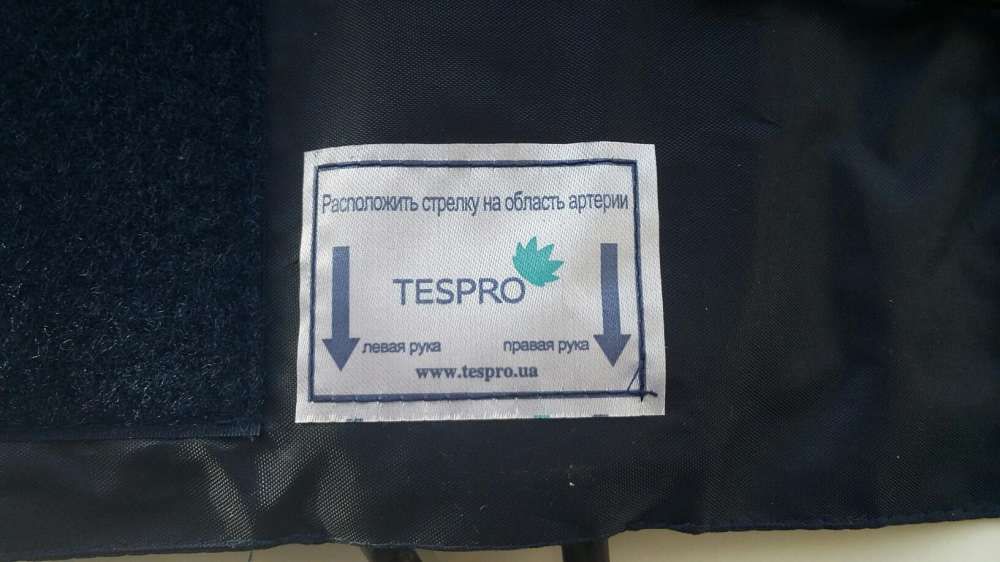 Расположить стрелку на область артерии
TESPRO
левая рука
правая рука
www.tespro.ua